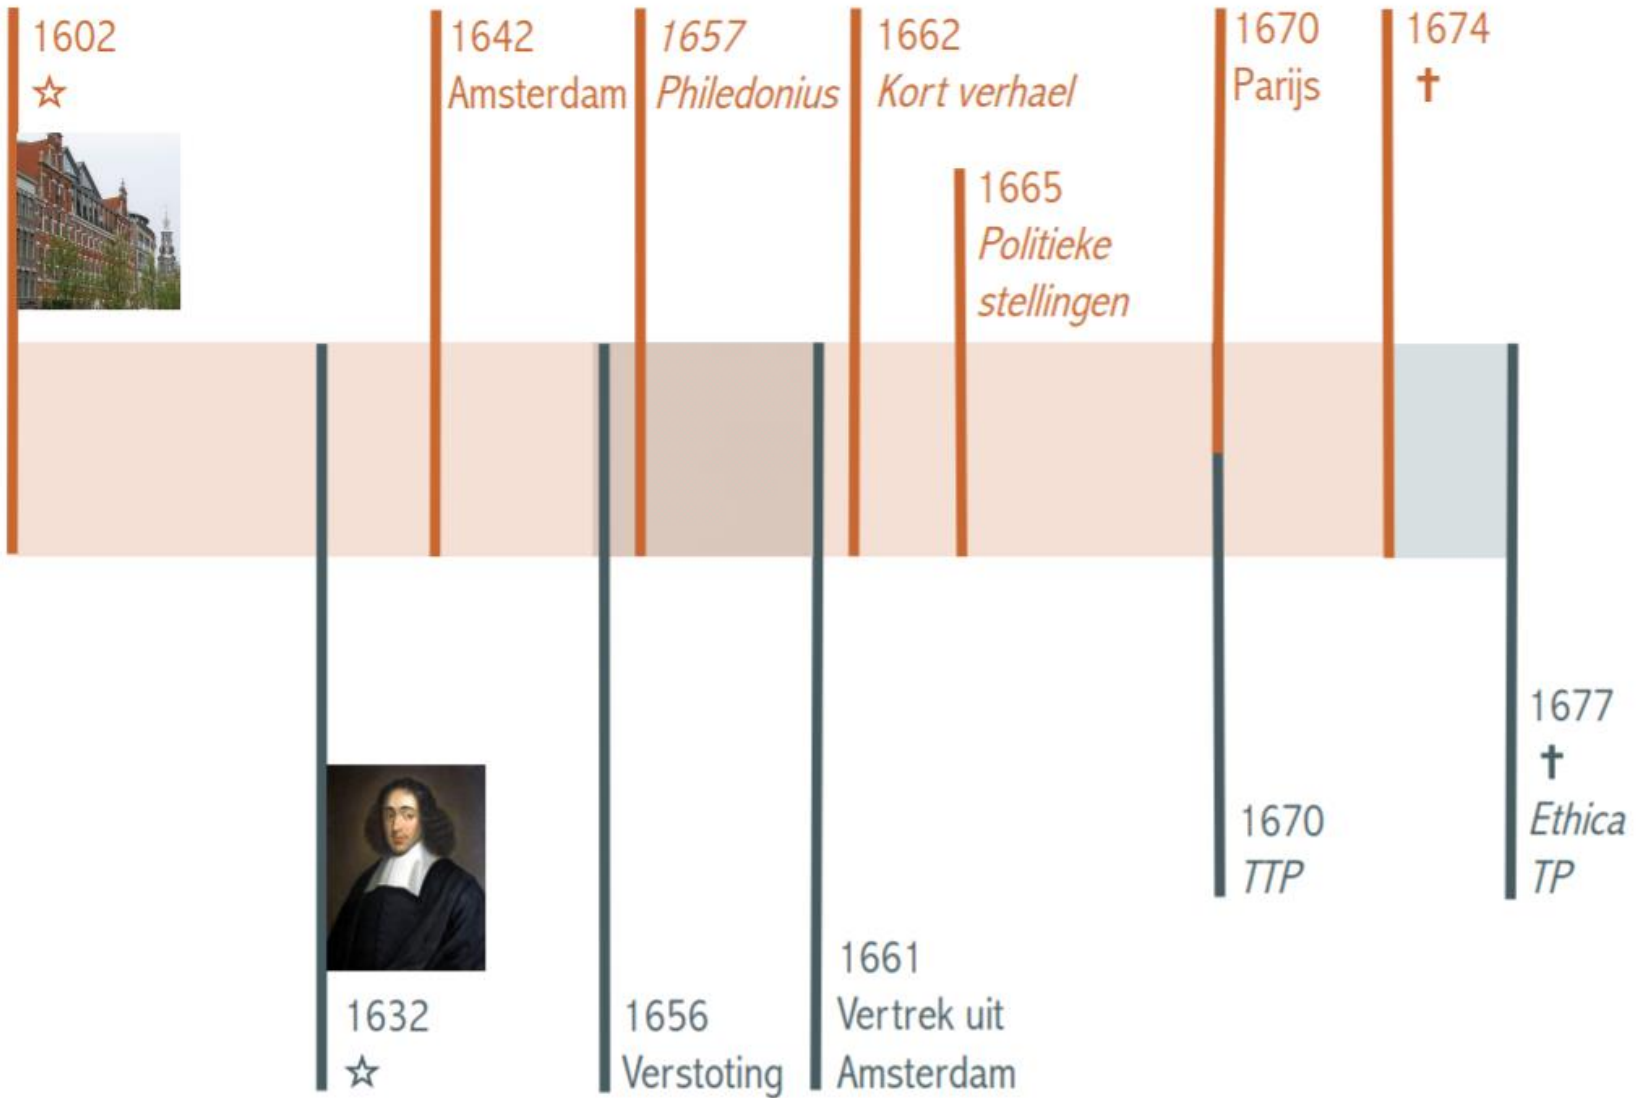 1602
☆
1642
Amsterdam
1657
Philedonius
1662
Kort verhael
1665
Politieke
stellingen
1670
Parijs
1674
✝
1632
☆
1656
Verstoting
1661
Vertrek uit
Amsterdam
1670
TTP
1677
✝
Ethica
TP